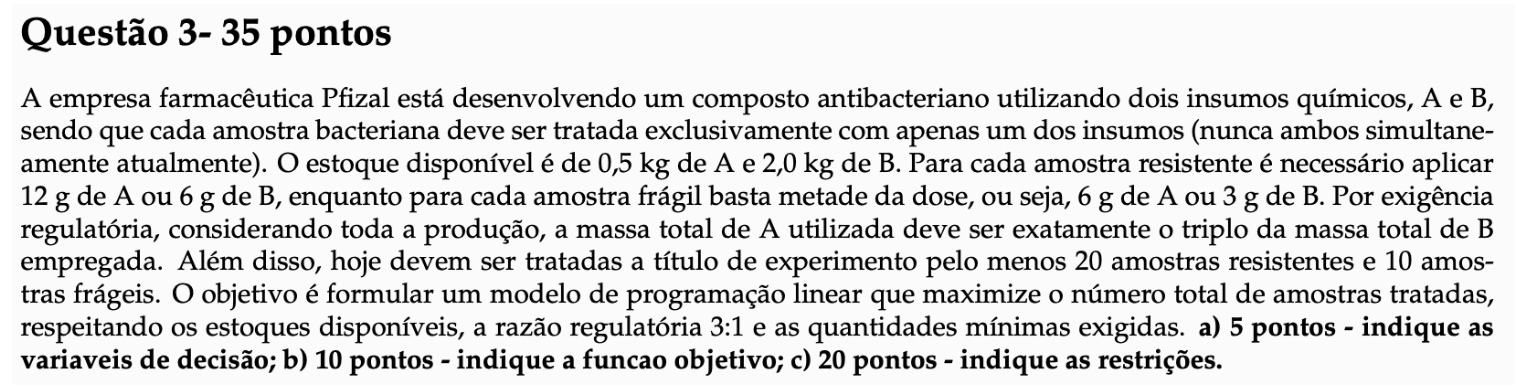 Questão 3- 35 pontos
A empresa farmacêutica Pfizal está desenvolvendo um composto antibacteriano utilizando dois insumos químicos, A e B,
sendo que cada amostra bacteriana deve ser tratada exclusivamente com apenas um dos insumos (nunca ambos simultane-
amente atualmente). O estoque disponível é de 0,5 kg de A e 2,0 kg de B. Para cada amostra resistente é necessário aplicar
12 g de A ou 6 g de B, enquanto para cada amostra frágil basta metade da dose, ou seja, 6 g de A ou 3 g de B. Por exigência
regulatória, considerando toda a produção, a massa total de A utilizada deve ser exatamente o triplo da massa total de B
empregada. Além disso, hoje devem ser tratadas a título de experimento pelo menos 20 amostras resistentes e 10 amos-
tras frágeis. O objetivo é formular um modelo de programação linear que maximize o número total de amostras tratadas,
respeitando os estoques disponíveis, a razão regulatória 3:1 e as quantidades mínimas exigidas. a) 5 pontos - indique as
variaveis de decisão; b) 10 pontos - indique a funcao objetivo; c) 20 pontos - indique as restrições.